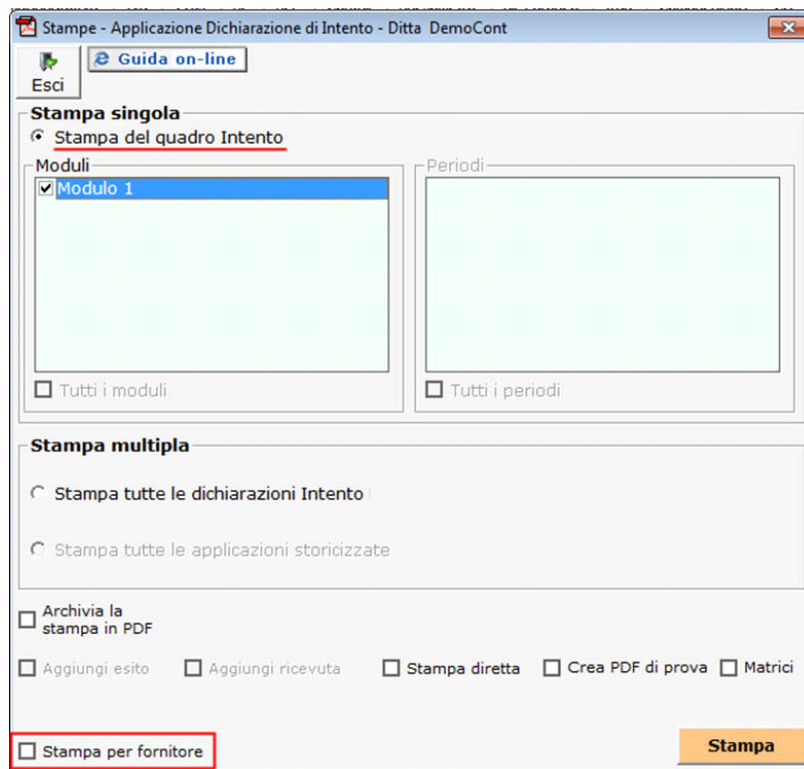 Stampe - Applicazione Dichiarazione di Intento - Ditta DemoCont
Guida on-line
Esci
Stampa singola
Stampa del quadro Intento
Moduli
Periodi
Modulo 1
Tutti i moduli
Tutti i periodi
Stampa multipla
Stampa tutte le dichiarazioni Intento
Stampa tutte le applicazioni storicizzate
Archivia la
stampa in PDF
Aggiungi esito
Aggiungi ricevuta
Stampa diretta
Crea PDF di prova
Matrici
Stampa per fornitore
Stampa